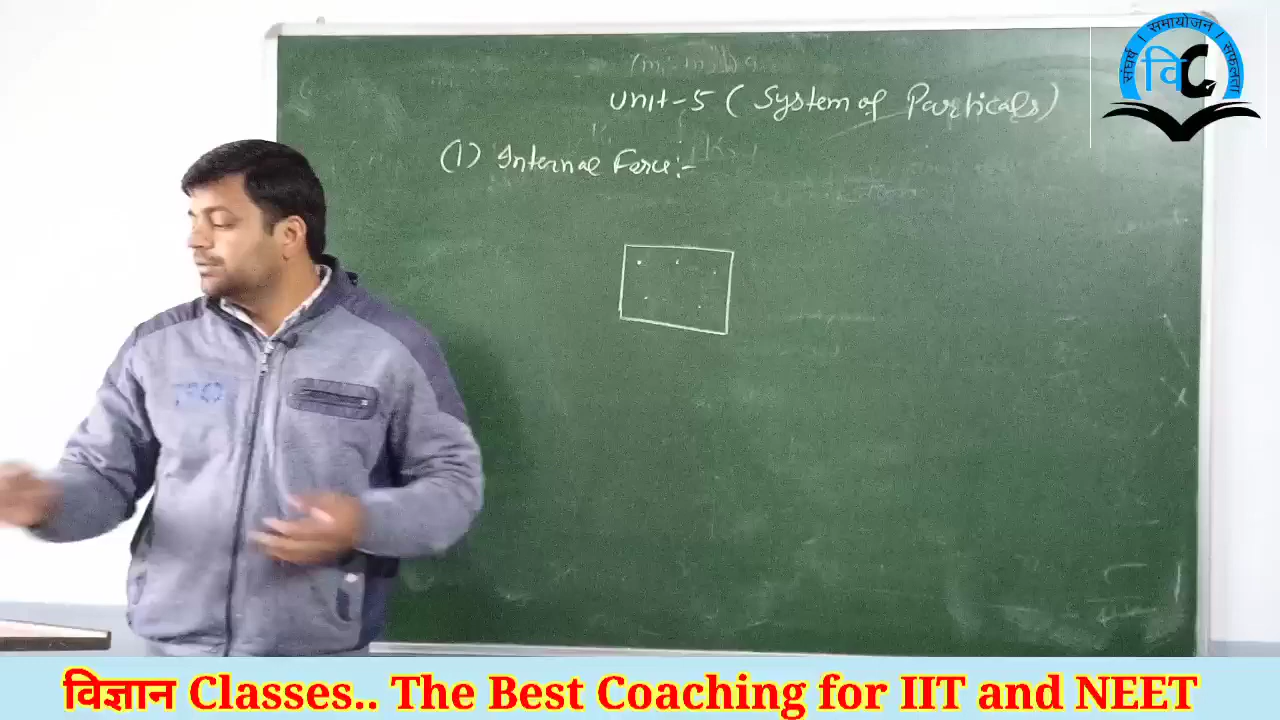 संघर्ष । समायोजन । सफलता
विC
Unit-5 (System of Particals)
(1) Internal Force:-
विज्ञान Classes.. The Best Coaching for IIT and NEET